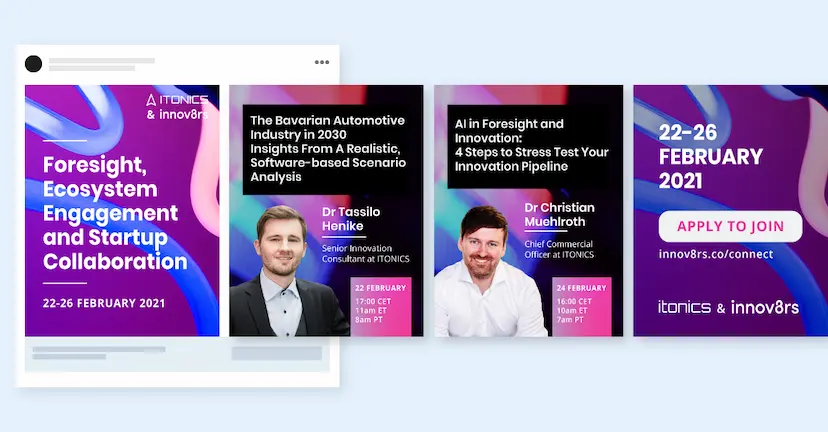 ITONICS
& innov8rs
Foresight,
Ecosystem
Engagement
and Startup
Collaboration
22-26 FEBRUARY 2021
The Bavarian Automotive
Industry in 2030
Insights From A Realistic,
Software-based Scenario
Analysis
Dr Tassilo
Henike
Senior Innovation
Consultant at ITONICS
22 FEBRUARY
17:00 CET
11am ET
8am PT
AI in Foresight and
Innovation:
4 Steps to Stress Test Your
Innovation Pipeline
Dr Christian
Muehlroth
Chief Commercial
Officer at ITONICS
24 FEBRUARY
16:00 CET
10am ET
7am PT
22-26
FEBRUARY
2021
APPLY TO JOIN
innov8rs.co/connect
itonics & innov8rs